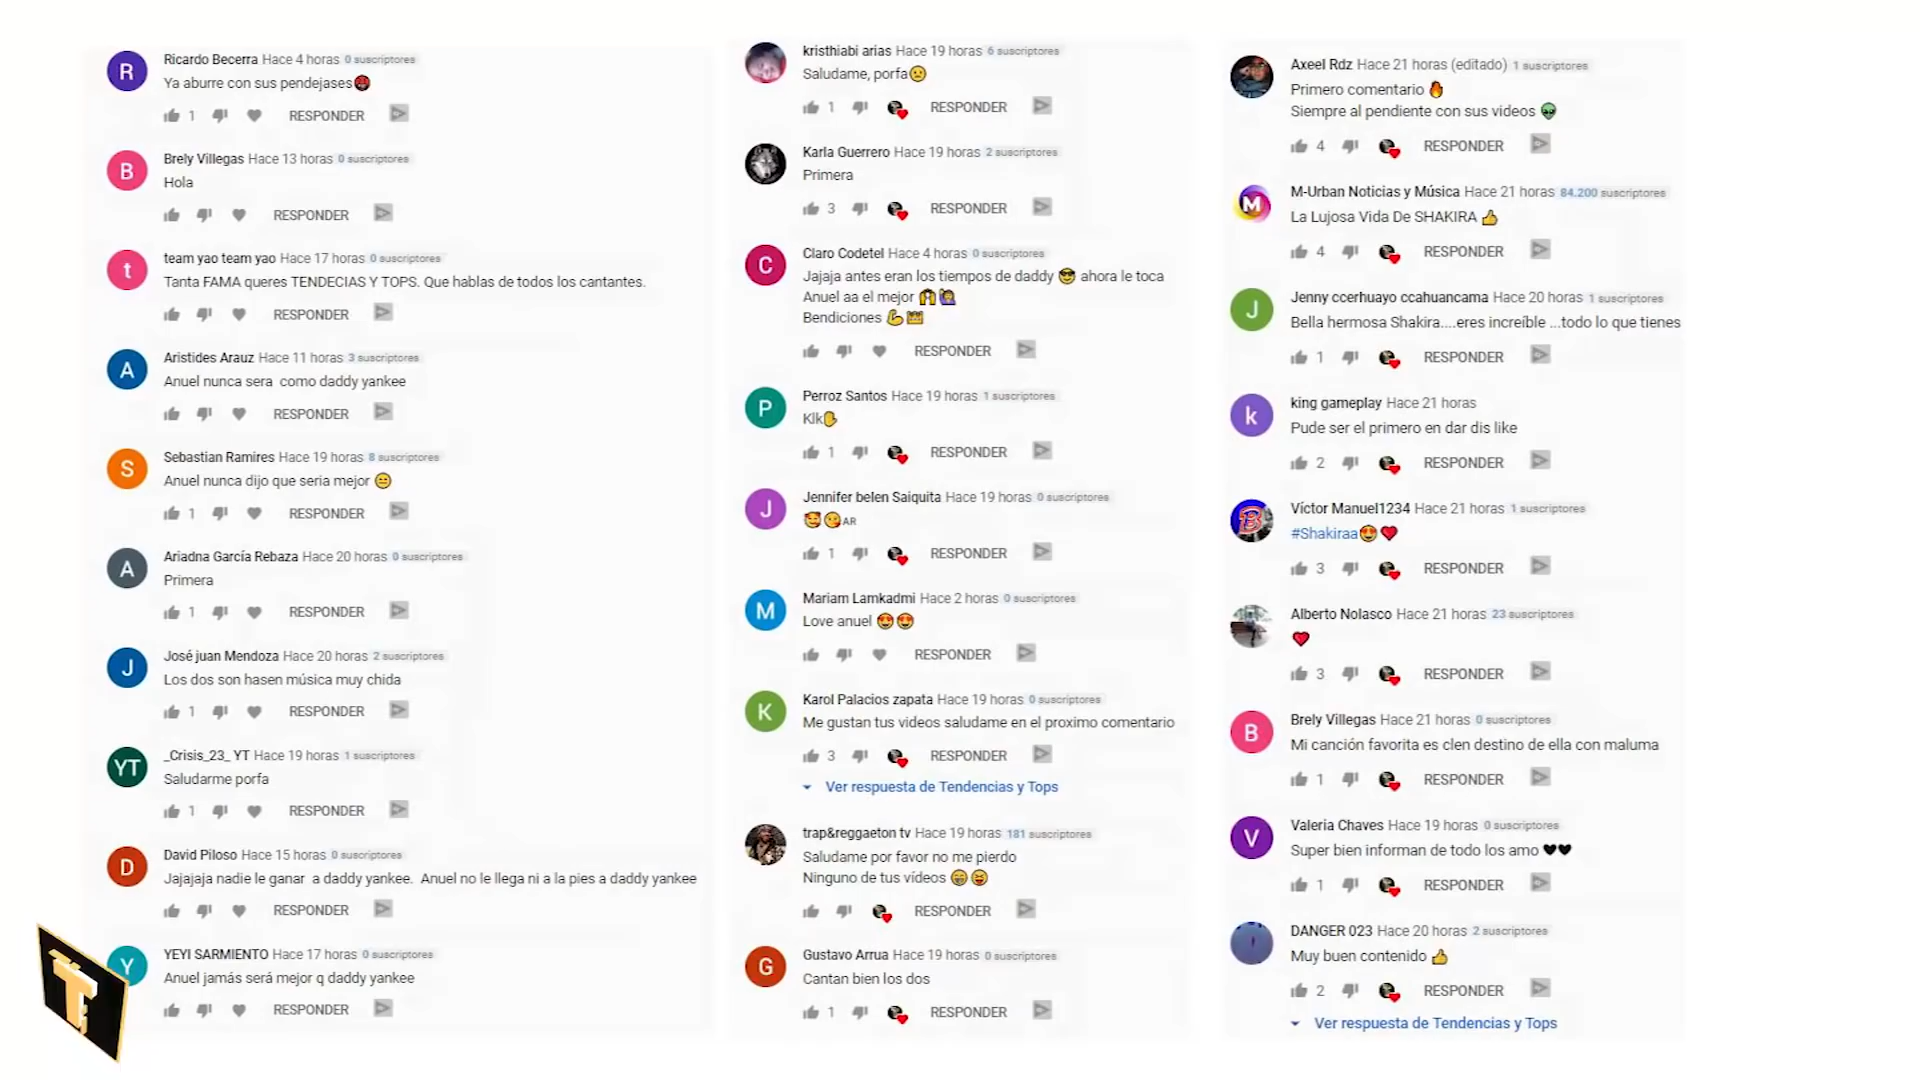 Ricardo Becerra Hace 4 horas 0 suscriptores
Ya aburre con sus pendejases
1 RESPONDER
Brely Villegas Hace 13 horas 0 suscriptores
Hola
RESPONDER
team yao team yao Hace 17 horas 0 suscriptores
Tanta FAMA queres TENDECIAS Y TOPS. Que hablas de todos los cantantes.
RESPONDER
Aristides Arauz Hace 11 horas 3 suscriptores
Anuel nunca sera como daddy yankee
RESPONDER
Sebastian Ramires Hace 19 horas 8 suscriptores
Anuel nunca dijo que seria mejor 😐
1 RESPONDER
Ariadna García Rebaza Hace 20 horas 0 suscriptores
Primera
1 RESPONDER
José juan Mendoza Hace 20 horas 2 suscriptores
Los dos son hasen música muy chida
1 RESPONDER
_Crisis_23_ YT Hace 19 horas 1 suscriptores
Saludarme porfa
1 RESPONDER
David Piloso Hace 15 horas 0 suscriptores
Jajajaja nadie le ganar a daddy yankee. Anuel no le llega ni a la pies a daddy yankee
RESPONDER
YEYI SARMIENTO Hace 17 horas 0 suscriptores
Anuel jamás será mejor q daddy yankee
RESPONDER
kristhiabi arias Hace 19 horas 6 suscriptores
Saludame, porfa
1 RESPONDER
Karla Guerrero Hace 19 horas 2 suscriptores
Primera
3 RESPONDER
Claro Codetel Hace 4 horas 0 suscriptores
Jajaja antes eran los tiempos de daddy 😎 ahora le toca
Anuel aa el mejor
Bendiciones 💪👑
RESPONDER
Perroz Santos Hace 19 horas 1 suscriptores
Klk✋
1 RESPONDER
Jennifer belen Saiquita Hace 19 horas 0 suscriptores
🥰😘AR
1 RESPONDER
Mariam Lamkadmi Hace 2 horas 0 suscriptores
Love anuel 😍😍
RESPONDER
Karol Palacios zapata Hace 19 horas 0 suscriptores
Me gustan tus videos saludame en el proximo comentario
3 RESPONDER
Ver respuesta de Tendencias y Tops
trap&reggaeton tv Hace 19 horas 181 suscriptores
Saludame por favor no me pierdo
Ninguno de tus vídeos 😁😝
RESPONDER
Gustavo Arrua Hace 19 horas 0 suscriptores
Cantan bien los dos
1 RESPONDER
Axeel Rdz Hace 21 horas (editado) 1 suscriptores
Primero comentario 🔥
Siempre al pendiente con sus videos 👽
4 RESPONDER
M-Urban Noticias y Música Hace 21 horas 84.200 suscriptores
La Lujosa Vida De SHAKIRA 👍
4 RESPONDER
Jenny ccerhuayo ccahuancama Hace 20 horas 1 suscriptores
Bella hermosa Shakira....eres increíble ...todo lo que tienes
1 RESPONDER
king gameplay Hace 21 horas
Pude ser el primero en dar dis like
2 RESPONDER
Víctor Manuel1234 Hace 21 horas 1 suscriptores
#Shakiraa😍❤
3 RESPONDER
Alberto Nolasco Hace 21 horas 23 suscriptores
❤
3 RESPONDER
Brely Villegas Hace 21 horas 0 suscriptores
Mi canción favorita es clen destino de ella con maluma
1 RESPONDER
Valeria Chaves Hace 19 horas 0 suscriptores
Super bien informan de todo los amo 🖤🖤
1 RESPONDER
DANGER 023 Hace 20 horas 2 suscriptores
Muy buen contenido 👍
2 RESPONDER
Ver respuesta de Tendencias y Tops